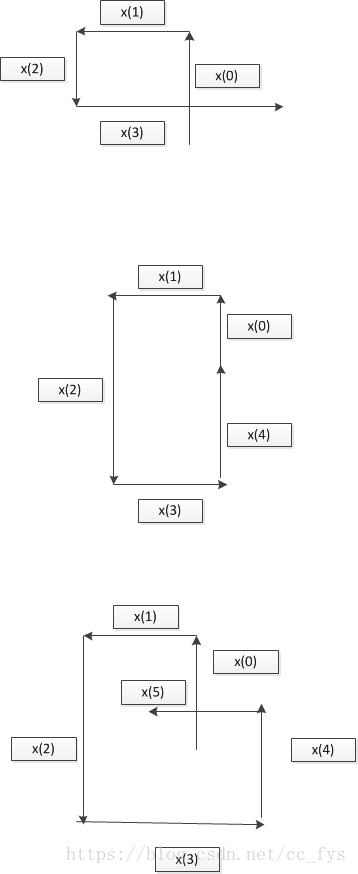 x(1)
x(2)
x(0)
x(3)
x(1)
x(0)
x(2)
x(4)
x(3)
x(1)
x(0)
x(5)
x(2)
x(4)
https://blog.csdn.net/cc_fys
x(3)